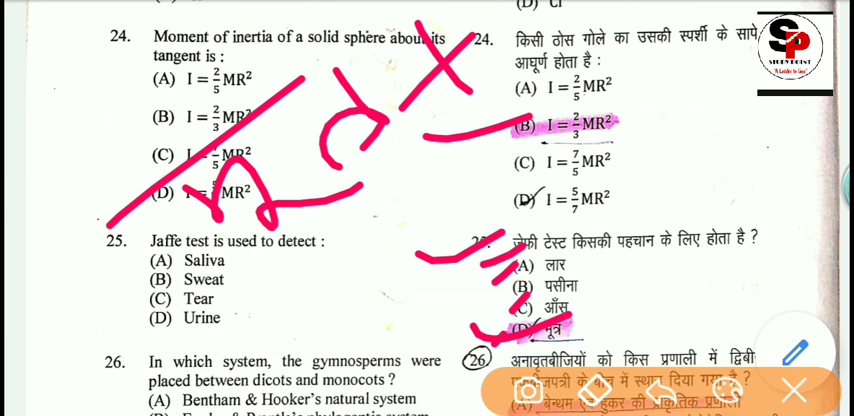 (D) Cl
24. Moment of inertia of a solid sphere about its
tangent is :
(A) I = 2/5 MR²
(B) I = 2/3 MR²
(C) I = 7/5 MR²
(D) I = MR²
25. Jaffe test is used to detect :
(A) Saliva
(B) Sweat
(C) Tear
(D) Urine
26. In which system, the gymnosperms were
placed between dicots and monocots ?
(A) Bentham & Hooker's natural system
24. किसी ठोस गोले का उसकी स्पर्शी के सापे
आघूर्ण होता है :
(A) I = 2/5 MR²
(B) I = 2/3 MR²
(C) I = 7/5 MR²
(D) I = 5/7 MR²
25. जेफी टेस्ट किसकी पहचान के लिए होता है ?
(A) लार
(B) पसीना
(C) आँसू
(D) मूत्र
26 अनावृतबीजियों को किस प्रणाली में द्विबी
के बीच में स्थान दिया गया है ?
(A) बेंथम एवं हुकर की प्राकृतिक प्रणाली
SP
STUDY POINT